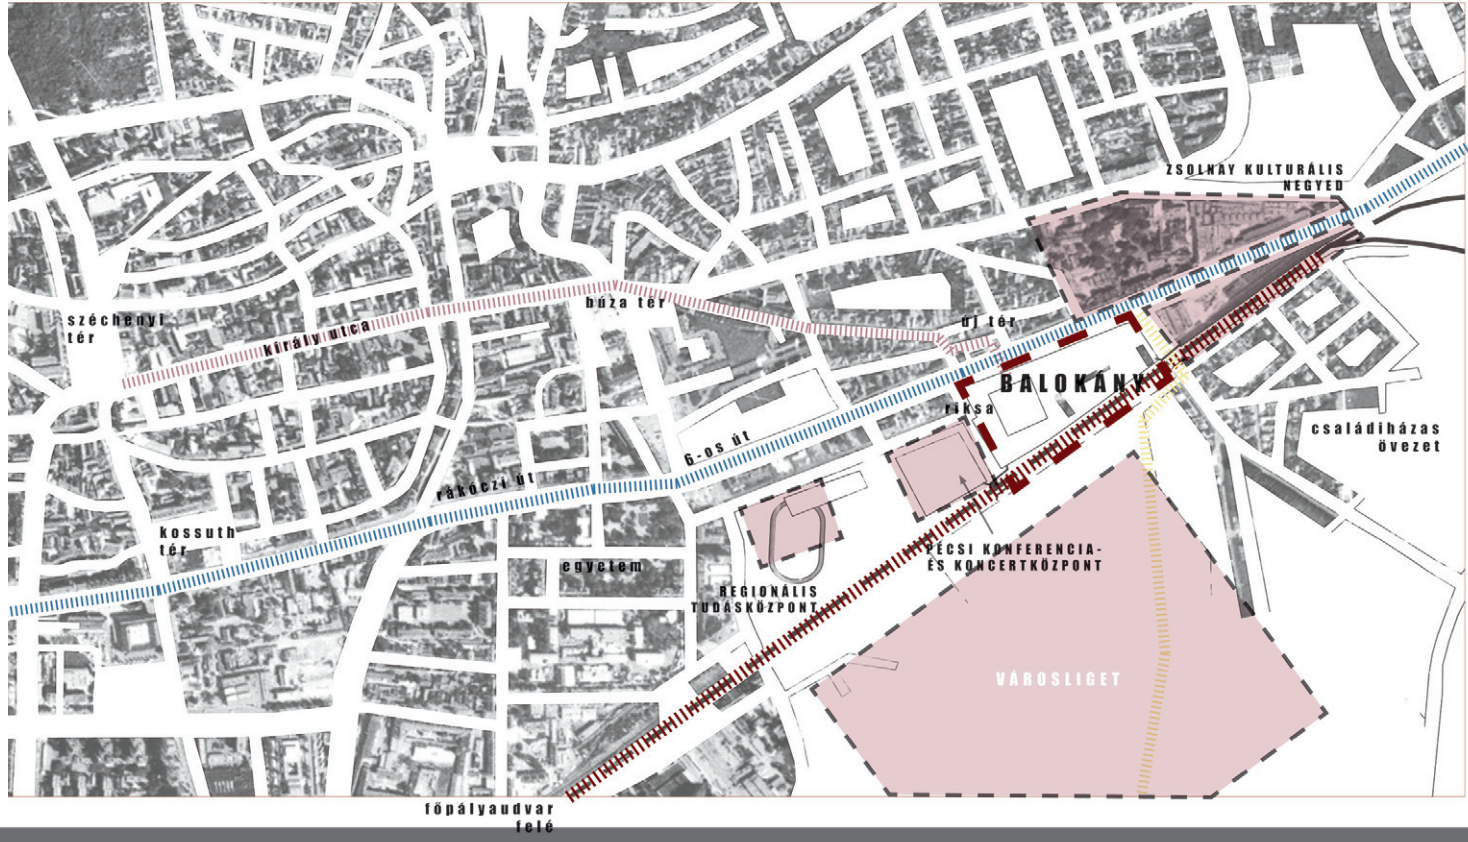 ZSOLNAY KULTURÁLIS
NEGYED
széchenyi
tér
király utca
búza tér
új tér
BALOKÁNY
riksa
családiházas
övezet
6-os út
rákóczi út
kossuth
tér
egyetem
PÉCSI KONFERENCIA-
ÉS KONCERTKÖZPONT
REGIONÁLIS
TUDÁSKÖZPONT
VÁROSLIGET
főpályaudvar
felé